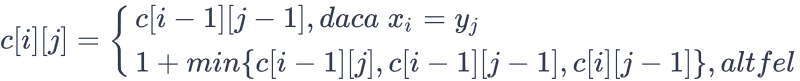 c[i][j] = { c[i − 1][j − 1], daca x_i = y_j
1 + min{c[i − 1][j], c[i − 1][j − 1], c[i][j − 1]}, altfel